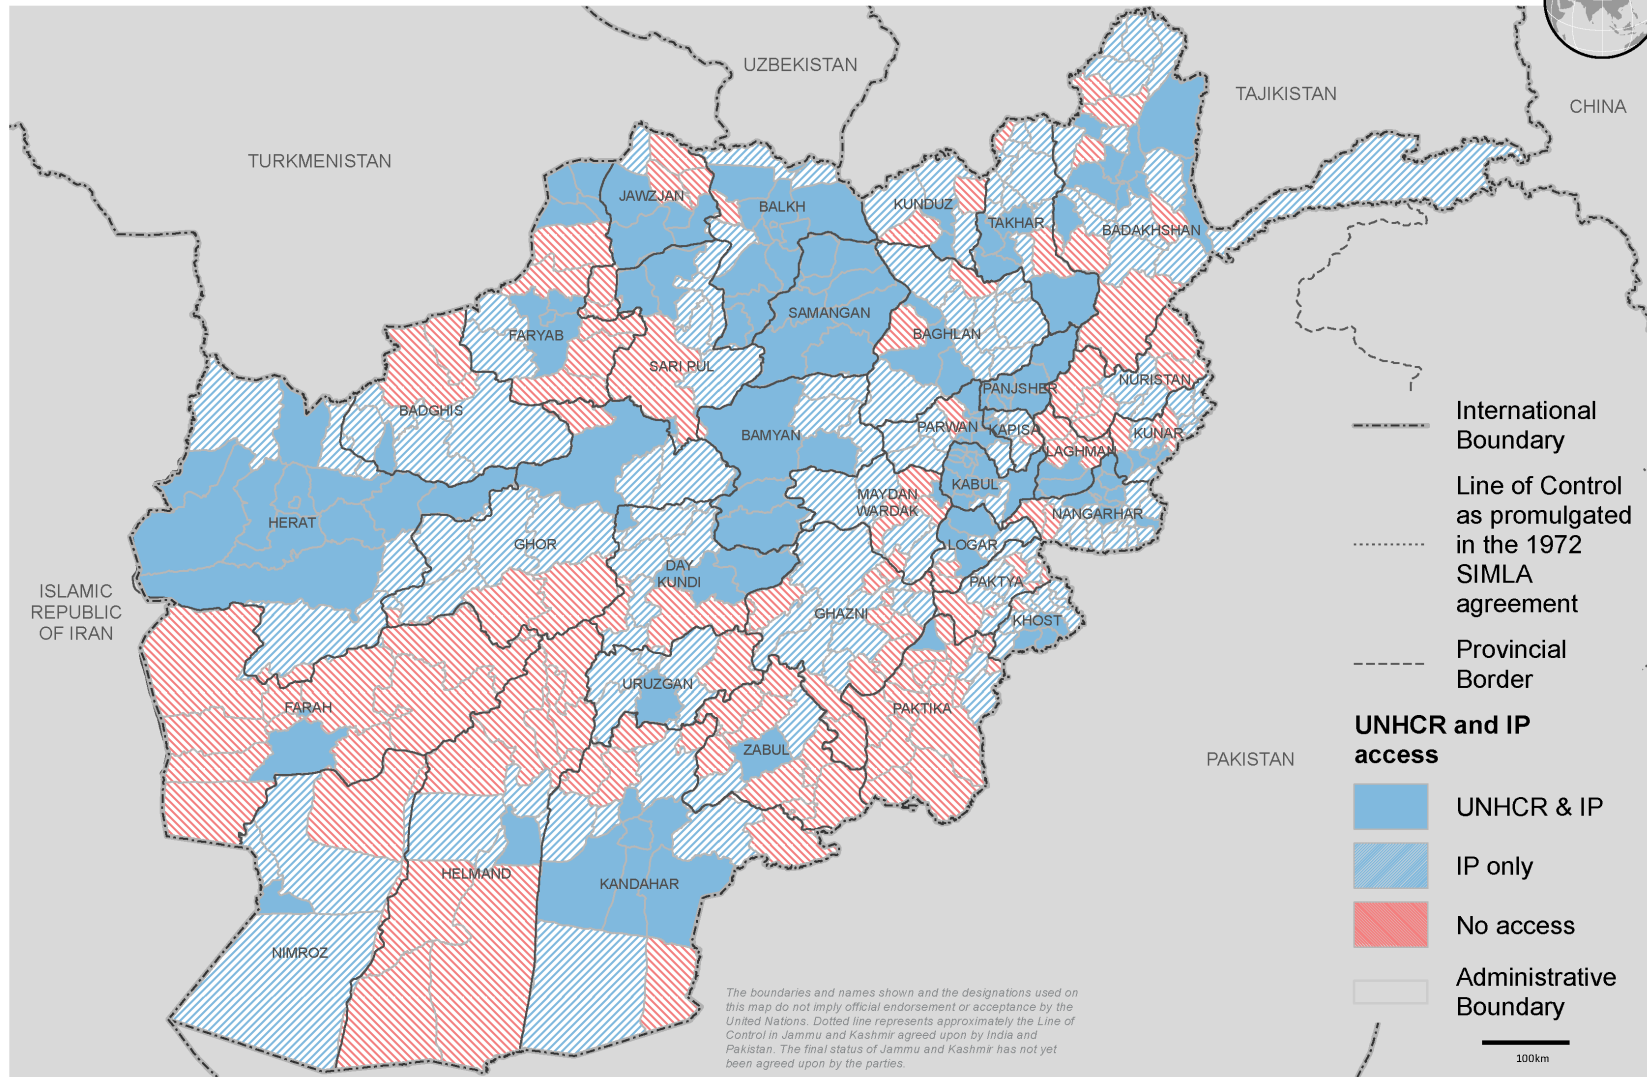 UZBEKISTAN
TAJIKISTAN
CHINA
TURKMENISTAN
JAWZJAN
BALKH
KUNDUZ
TAKHAR
BADAKHSHAN
SAMANGAN
FARYAB
BAGHLAN
SARI PUL
NURISTAN
PANJSHER
BADGHIS
BAMYAN
PARWAN
KAPISA
KUNAR
LAGHMAN
KABUL
MAYDAN
WARDAK
NANGARHAR
HERAT
GHOR
LOGAR
DAY
KUNDI
PAKTYA
ISLAMIC
REPUBLIC
OF IRAN
GHAZNI
KHOST
URUZGAN
FARAH
PAKTIKA
ZABUL
PAKISTAN
HELMAND
KANDAHAR
NIMROZ
International
Boundary
Line of Control
as promulgated
in the 1972
SIMLA
agreement
Provincial
Border
UNHCR and IP
access
UNHCR & IP
IP only
No access
Administrative
Boundary
100km
The boundaries and names shown and the designations used on
this map do not imply official endorsement or acceptance by the
United Nations. Dotted line represents approximately the Line of
Control in Jammu and Kashmir agreed upon by India and
Pakistan. The final status of Jammu and Kashmir has not yet
been agreed upon by the parties.